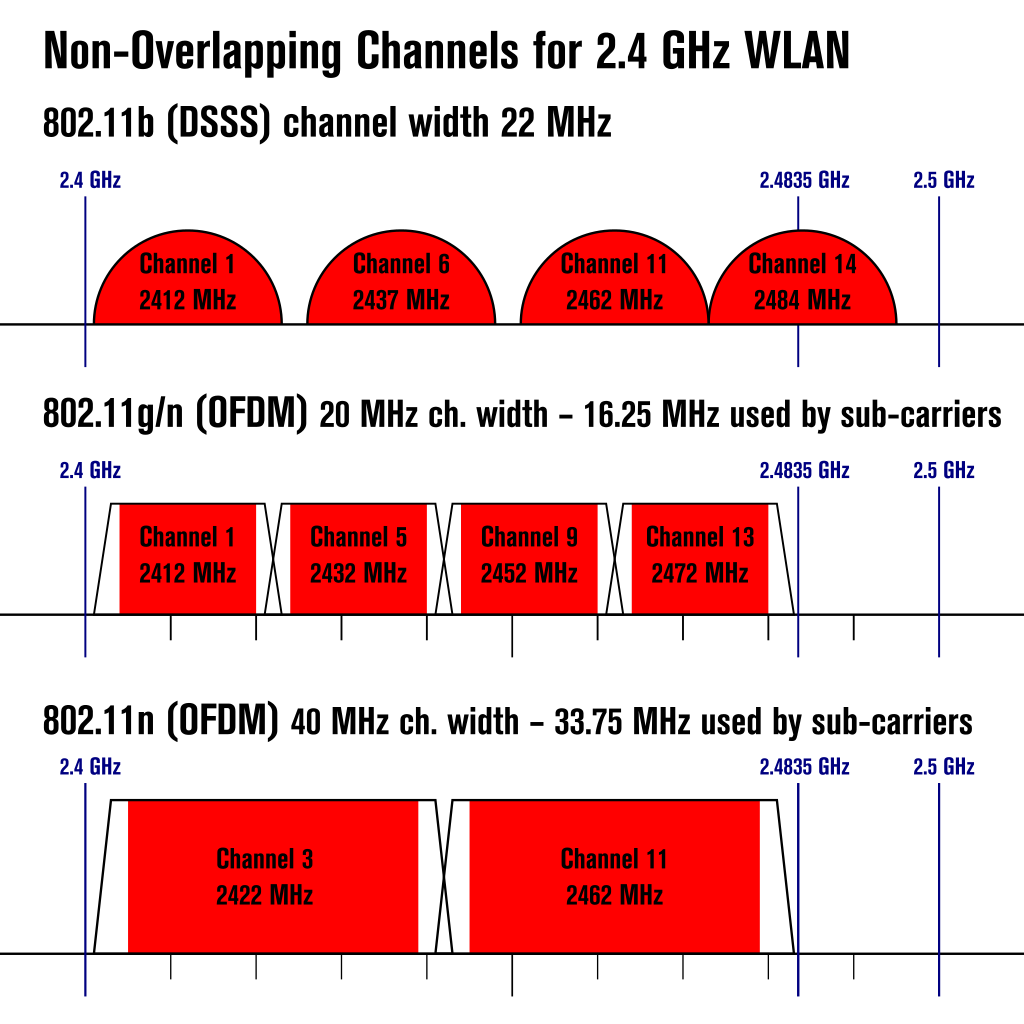 Non-Overlapping Channels for 2.4 GHz WLAN
802.11b (DSSS) channel width 22 MHz
2.4 GHz 2.4835 GHz 2.5 GHz
Channel 1 Channel 6 Channel 11 Channel 14
2412 MHz 2437 MHz 2462 MHz 2484 MHz
802.11g/n (OFDM) 20 MHz ch. width – 16.25 MHz used by sub-carriers
2.4 GHz 2.4835 GHz 2.5 GHz
Channel 1 Channel 5 Channel 9 Channel 13
2412 MHz 2432 MHz 2452 MHz 2472 MHz
802.11n (OFDM) 40 MHz ch. width – 33.75 MHz used by sub-carriers
2.4 GHz 2.4835 GHz 2.5 GHz
Channel 3 Channel 11
2422 MHz 2462 MHz